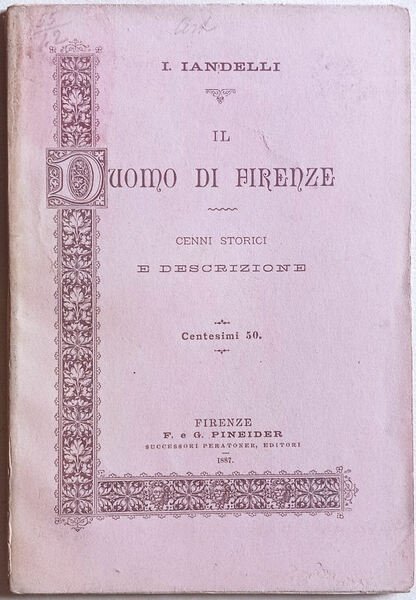 I. IANDELLI
IL
DUOMO DI FIRENZE
CENNI STORICI
E DESCRIZIONE
Centesimi 50.
FIRENZE
F. e G. PINEIDER
SUCCESSORI PERATONER, EDITORI
1887.